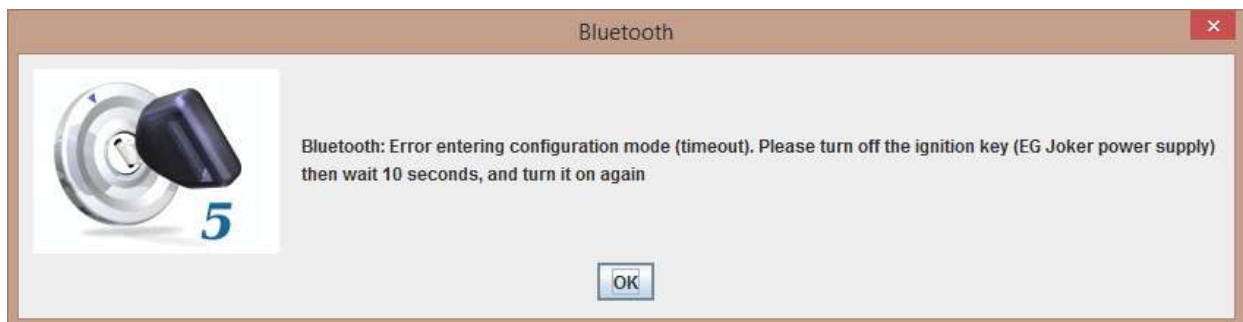 Bluetooth
Bluetooth: Error entering configuration mode (timeout). Please turn off the ignition key (EG Joker power supply)
then wait 10 seconds, and turn it on again
5
OK